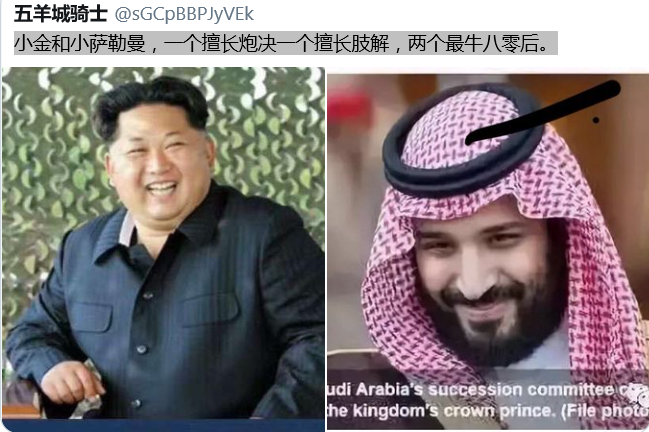 五羊城骑士 @sGCpBBPJyVEk
小金和小萨勒曼，一个擅长炮决一个擅长肢解，两个最牛八零后。
udi Arabia's succession committee
the kingdom's crown prince. (File photo